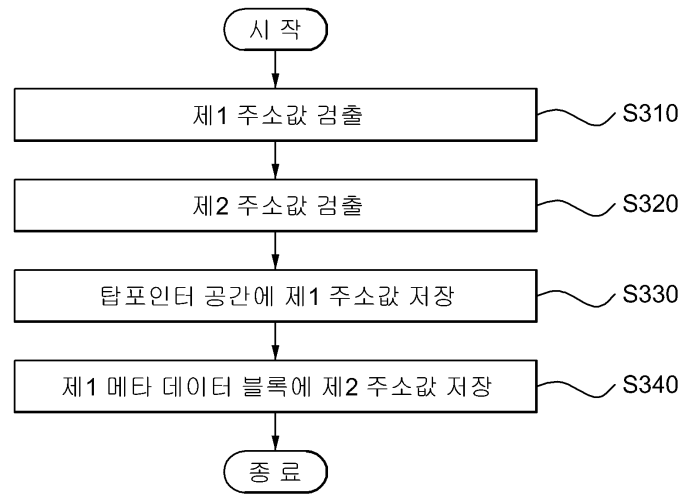 시 작
제1 주소값 검출
S310
제2 주소값 검출
S320
탑포인터 공간에 제1 주소값 저장
S330
제1 메타 데이터 블록에 제2 주소값 저장
S340
종 료